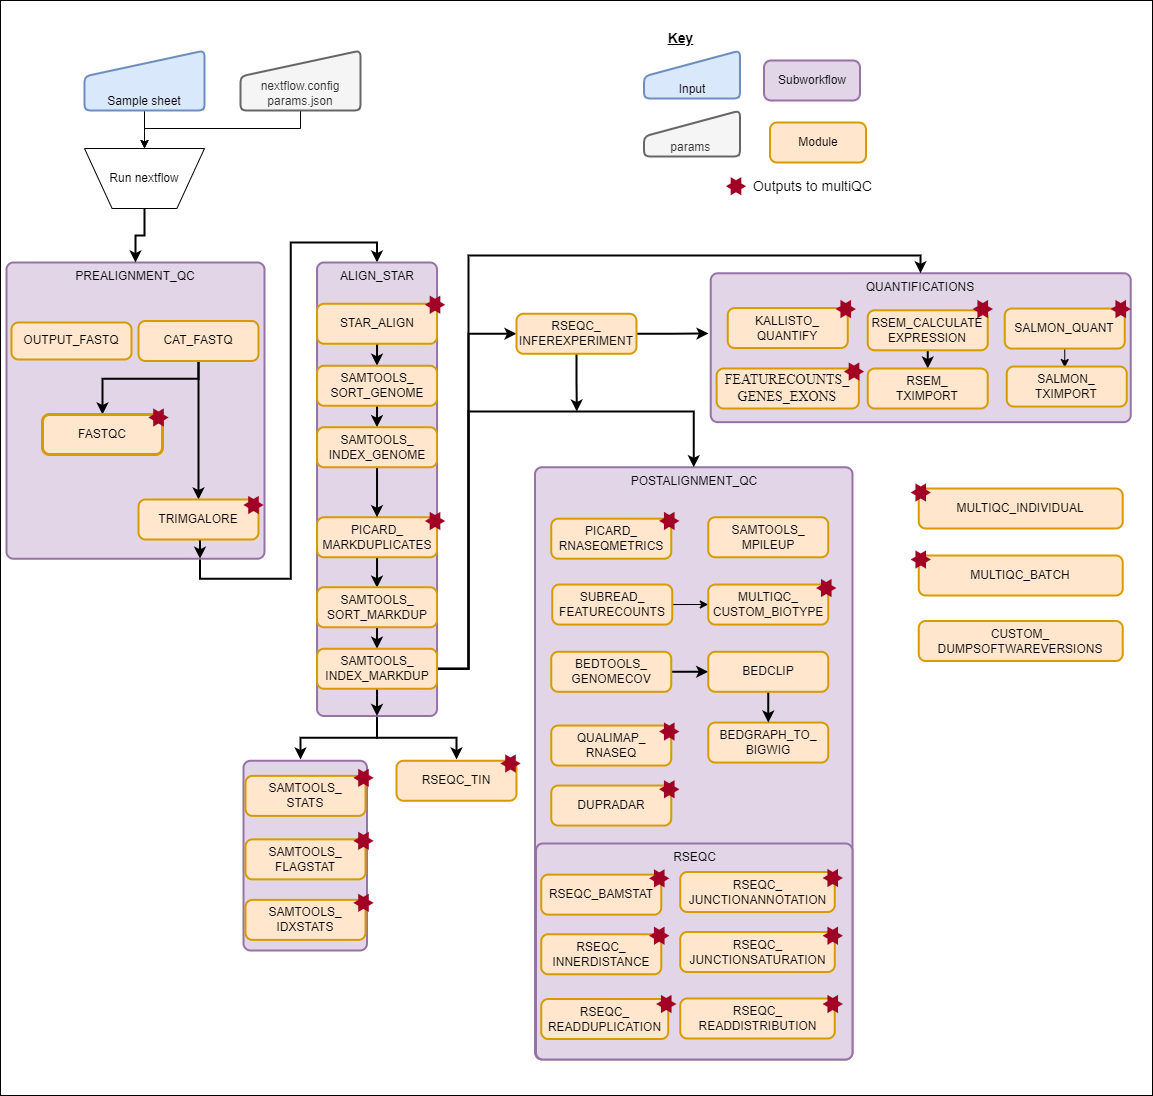 Key
Sample sheet
nextflow.config
params.json
Input
Subworkflow
params
Module
Outputs to multiQC
Run nextflow
PREALIGNMENT_QC
OUTPUT_FASTQ
CAT_FASTQ
FASTQC
TRIMGALORE
ALIGN_STAR
STAR_ALIGN
SAMTOOLS_
SORT_GENOME
SAMTOOLS_
INDEX_GENOME
PICARD_
MARKDUPLICATES
SAMTOOLS_
SORT_MARKDUP
SAMTOOLS_
INDEX_MARKDUP
SAMTOOLS_
STATS
SAMTOOLS_
FLAGSTAT
SAMTOOLS_
IDXSTATS
RSEQC_TIN
RSEQC_
INFEREXPERIMENT
QUANTIFICATIONS
KALLISTO_
QUANTIFY
RSEM_CALCULATE
EXPRESSION
SALMON_QUANT
FEATURECOUNTS_
GENES_EXONS
RSEM_
TXIMPORT
SALMON_
TXIMPORT
POSTALIGNMENT_QC
PICARD_
RNASEQMETRICS
SAMTOOLS_
MPILEUP
SUBREAD_
FEATURECOUNTS
MULTIQC_
CUSTOM_BIOTYPE
BEDTOOLS_
GENOMECOV
BEDCLIP
QUALIMAP_
RNASEQ
BEDGRAPH_TO_
BIGWIG
DUPRADAR
RSEQC
RSEQC_BAMSTAT
RSEQC_
JUNCTIONANNOTATION
RSEQC_
INNERDISTANCE
RSEQC_
JUNCTIONSATURATION
RSEQC_
READDUPLICATION
RSEQC_
READDISTRIBUTION
MULTIQC_INDIVIDUAL
MULTIQC_BATCH
CUSTOM_
DUMPSOFTWAREVERSIONS